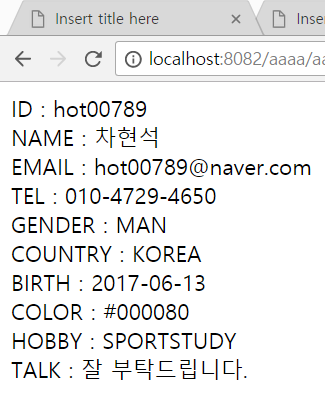 Insert title here
Inser
localhost:8082/aaaa/aa
ID : hot00789
NAME : 차현석
EMAIL : hot00789@naver.com
TEL : 010-4729-4650
GENDER : MAN
COUNTRY : KOREA
BIRTH : 2017-06-13
COLOR : #000080
HOBBY : SPORTSTUDY
TALK : 잘 부탁드립니다.